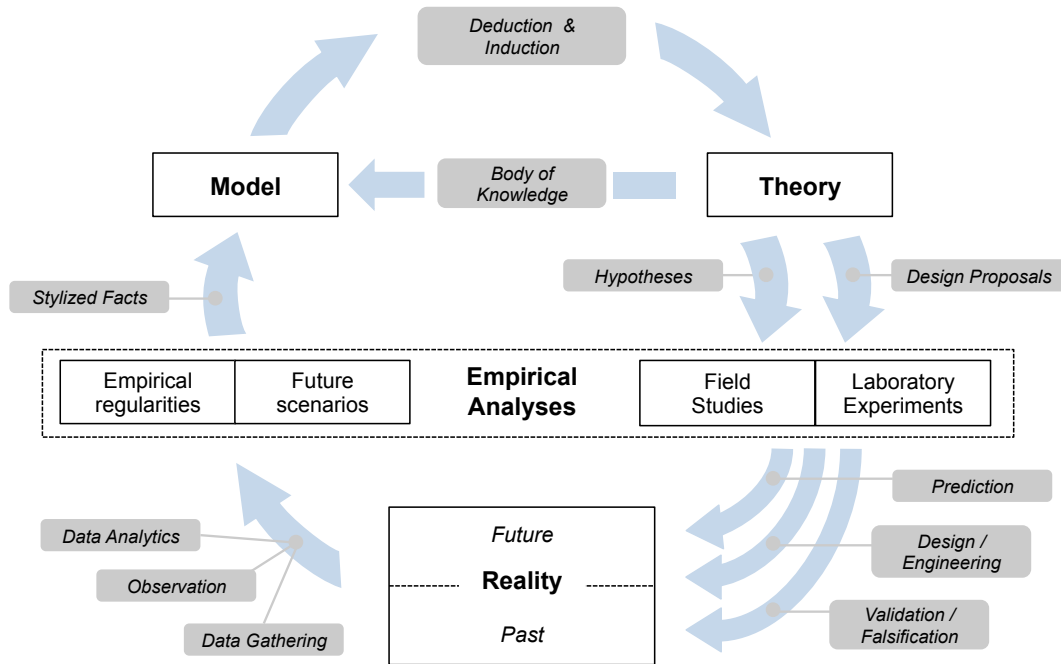 Deduction &
Induction
Model
Body of
Knowledge
Theory
Stylized Facts
Hypotheses
Design Proposals
Empirical
regularities
Future
scenarios
Empirical
Analyses
Field
Studies
Laboratory
Experiments
Prediction
Data Analytics
Observation
Data Gathering
Future
Reality
Past
Design /
Engineering
Validation /
Falsification